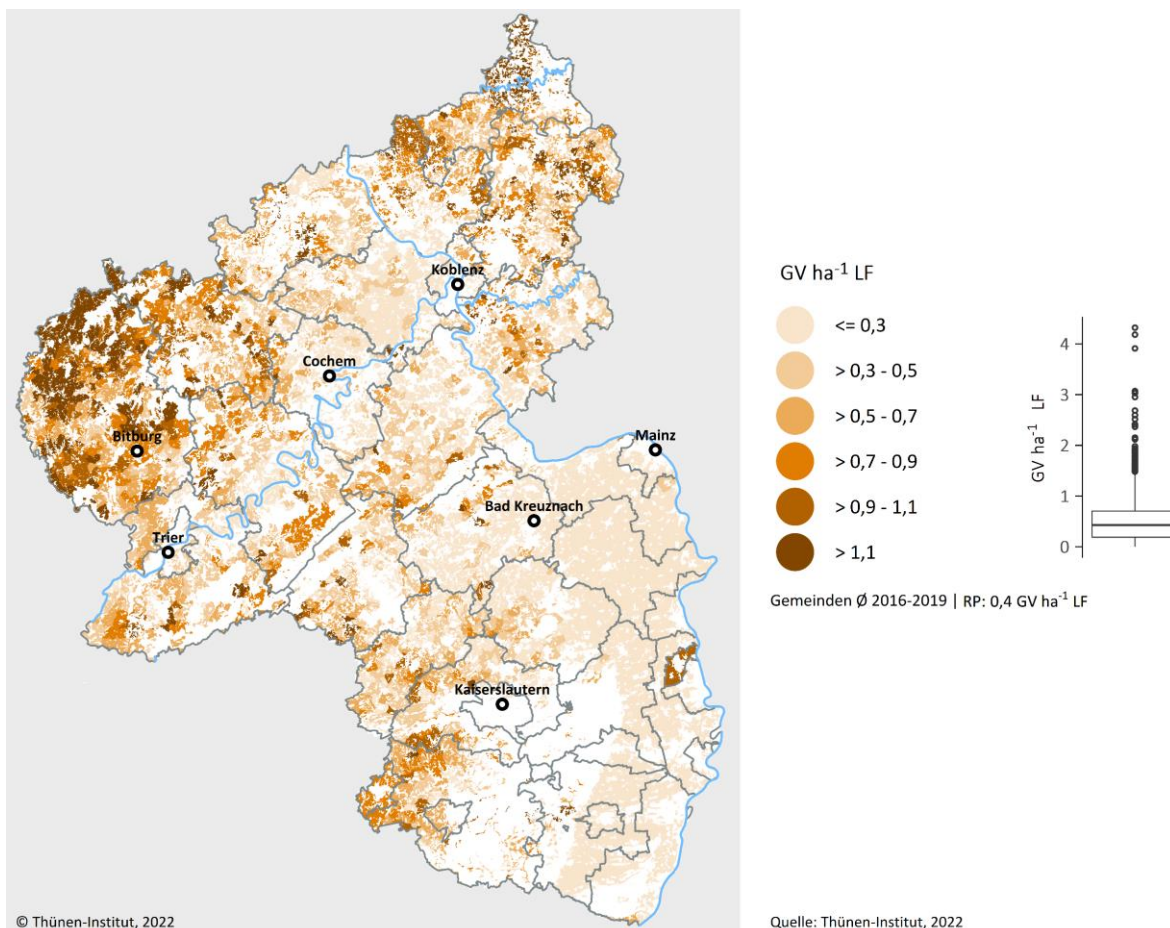 Koblenz
Cochem
Bitburg
Mainz
Bad Kreuznach
Trier
Kaiserslautern
© Thünen-Institut, 2022
GV ha⁻¹ LF
<= 0,3
> 0,3 - 0,5
> 0,5 - 0,7
> 0,7 - 0,9
> 0,9 - 1,1
> 1,1
Gemeinden Ø 2016-2019 | RP: 0,4 GV ha⁻¹ LF
GV ha⁻¹ LF
4
3
2
1
0
Quelle: Thünen-Institut, 2022